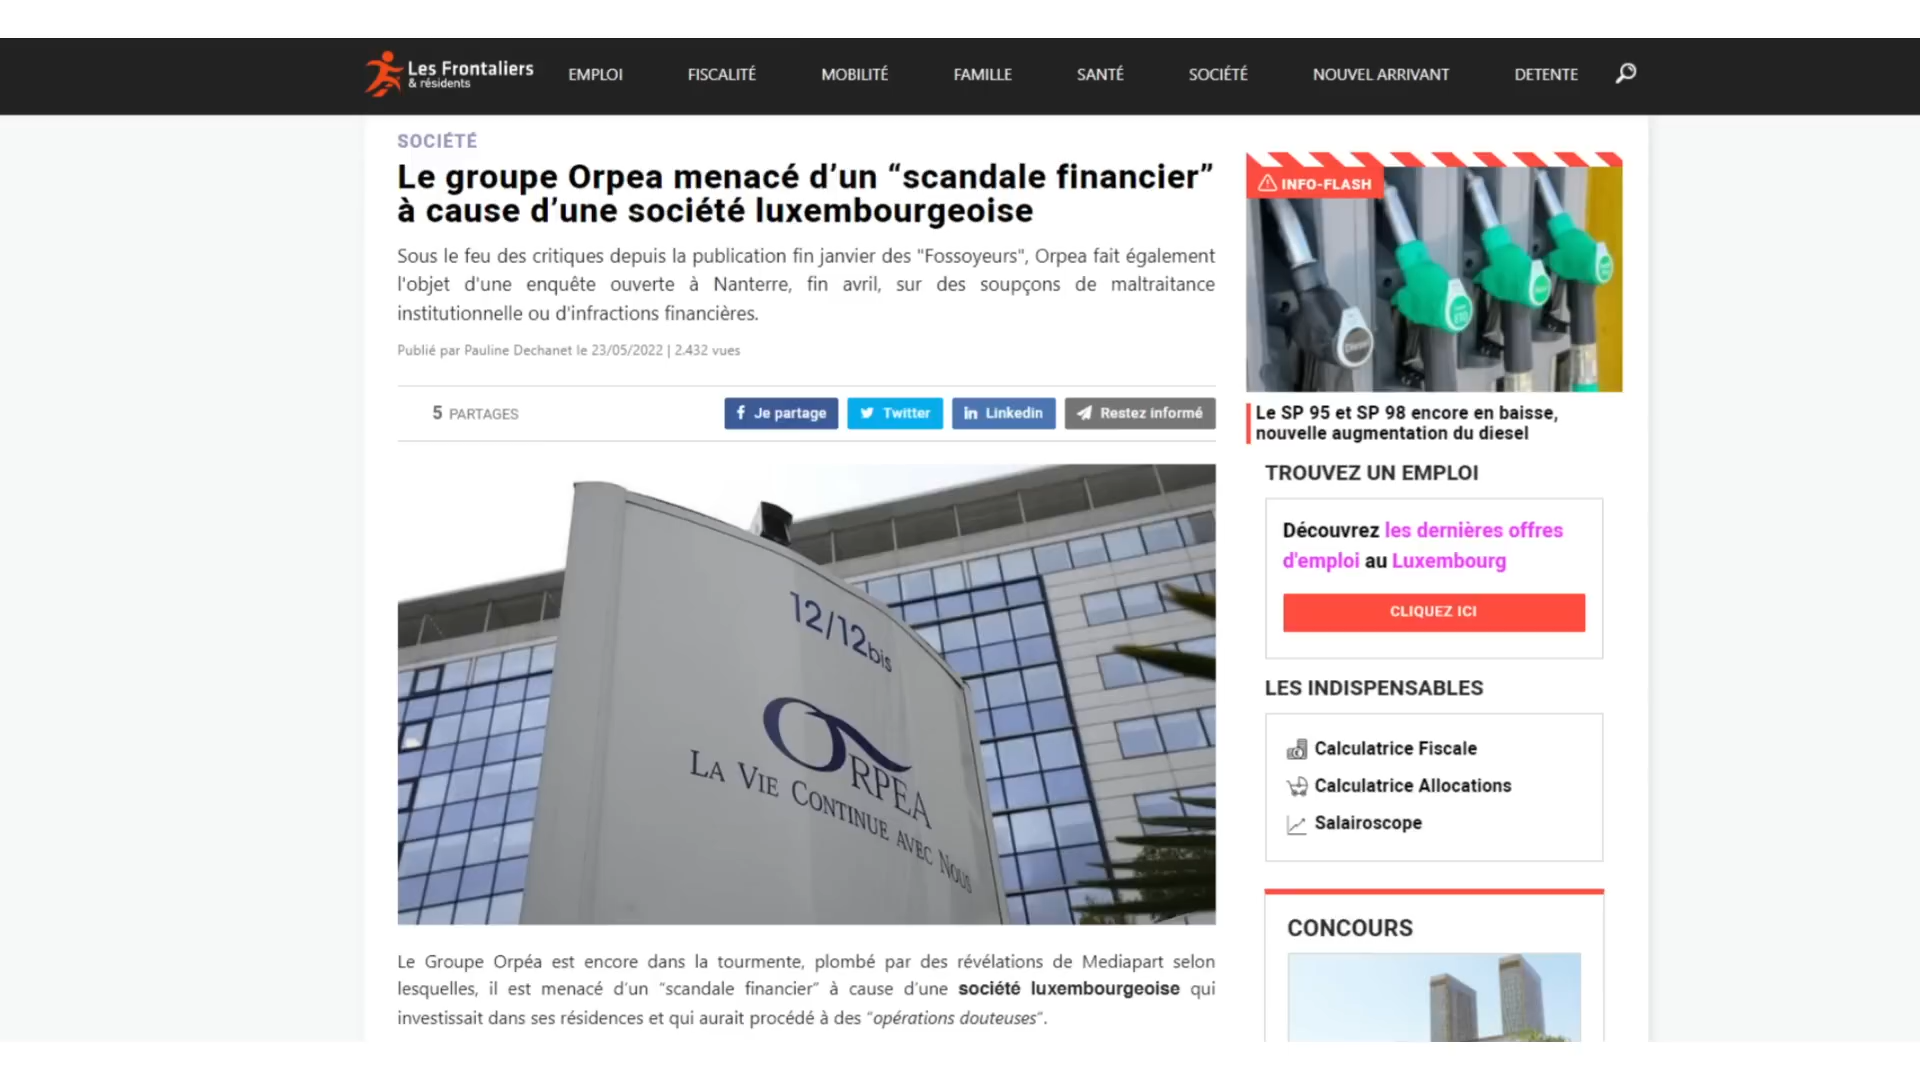 Les Frontaliers
& résidents
EMPLOI
FISCALITÉ
MOBILITÉ
FAMILLE
SANTÉ
SOCIÉTÉ
NOUVEL ARRIVANT
DETENTE
SOCIÉTÉ
Le groupe Orpea menacé d’un “scandale financier”
à cause d’une société luxembourgeoise
Sous le feu des critiques depuis la publication fin janvier des "Fossoyeurs", Orpea fait également
l'objet d'une enquête ouverte à Nanterre, fin avril, sur des soupçons de maltraitance
institutionnelle ou d'infractions financières.
Publié par Pauline Dechanet le 23/05/2022 | 2.432 vues
5 PARTAGES
Je partage
Twitter
Linkedin
Restez informé
12/12bis
ORPEA
LA VIE CONTINUE AVEC NOUS
Le Groupe Orpéa est encore dans la tourmente, plombé par des révélations de Mediapart selon
lesquelles, il est menacé d’un “scandale financier” à cause d’une société luxembourgeoise qui
investissait dans ses résidences et qui aurait procédé à des “opérations douteuses”.
INFO-FLASH
Diesel
Le SP 95 et SP 98 encore en baisse,
nouvelle augmentation du diesel
TROUVEZ UN EMPLOI
Découvrez les dernières offres
d'emploi au Luxembourg
CLIQUEZ ICI
LES INDISPENSABLES
Calculatrice Fiscale
Calculatrice Allocations
Salairoscope
CONCOURS